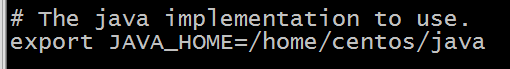 # The java implementation to use.
export JAVA_HOME=/home/centos/java